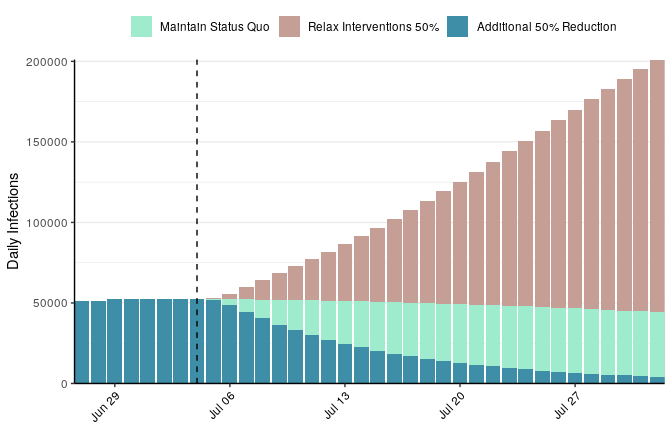 Maintain Status Quo Relax Interventions 50% Additional 50% Reduction
Daily Infections
200000
150000
100000
50000
0
Jun 29 Jul 06 Jul 13 Jul 20 Jul 27